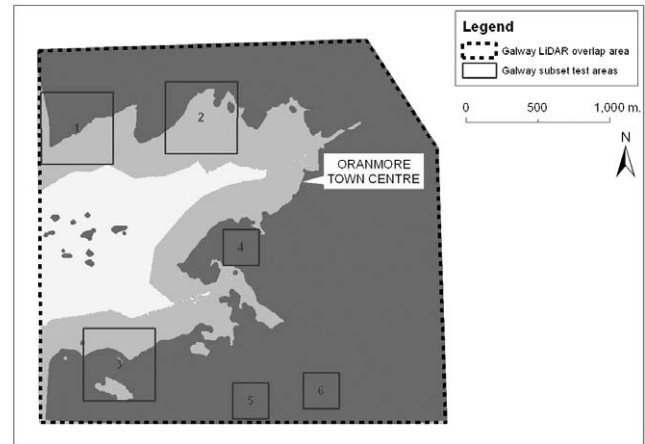 Legend
Galway LiDAR overlap area
Galway subset test areas
0 500 1,000 m.
N
1
2
ORANMORE
TOWN CENTRE
4
3
5
6